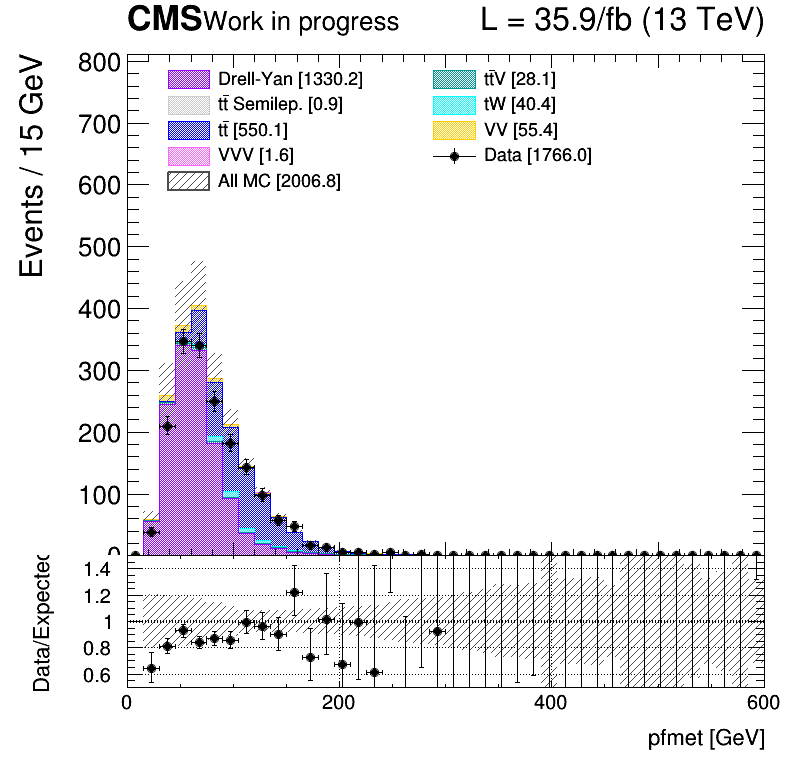 CMS Work in progress L = 35.9/fb (13 TeV)
Events / 15 GeV
800
700
600
500
400
300
200
100
0
Drell-Yan [1330.2]
tt̄ Semilep. [0.9]
tt̄ [550.1]
VVV [1.6]
All MC [2006.8]
tt̄V [28.1]
tW [40.4]
VV [55.4]
Data [1766.0]
Data/Expected
1.4
1.2
1
0.8
0.6
0 200 400 600
pfmet [GeV]